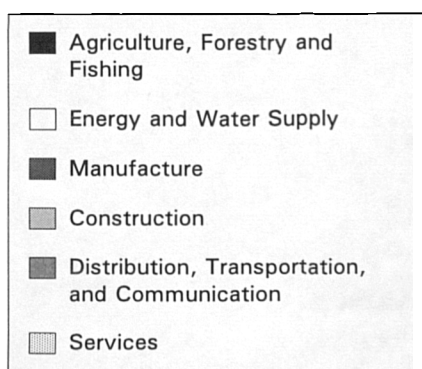 Agriculture, Forestry and
Fishing
Energy and Water Supply
Manufacture
Construction
Distribution, Transportation,
and Communication
Services